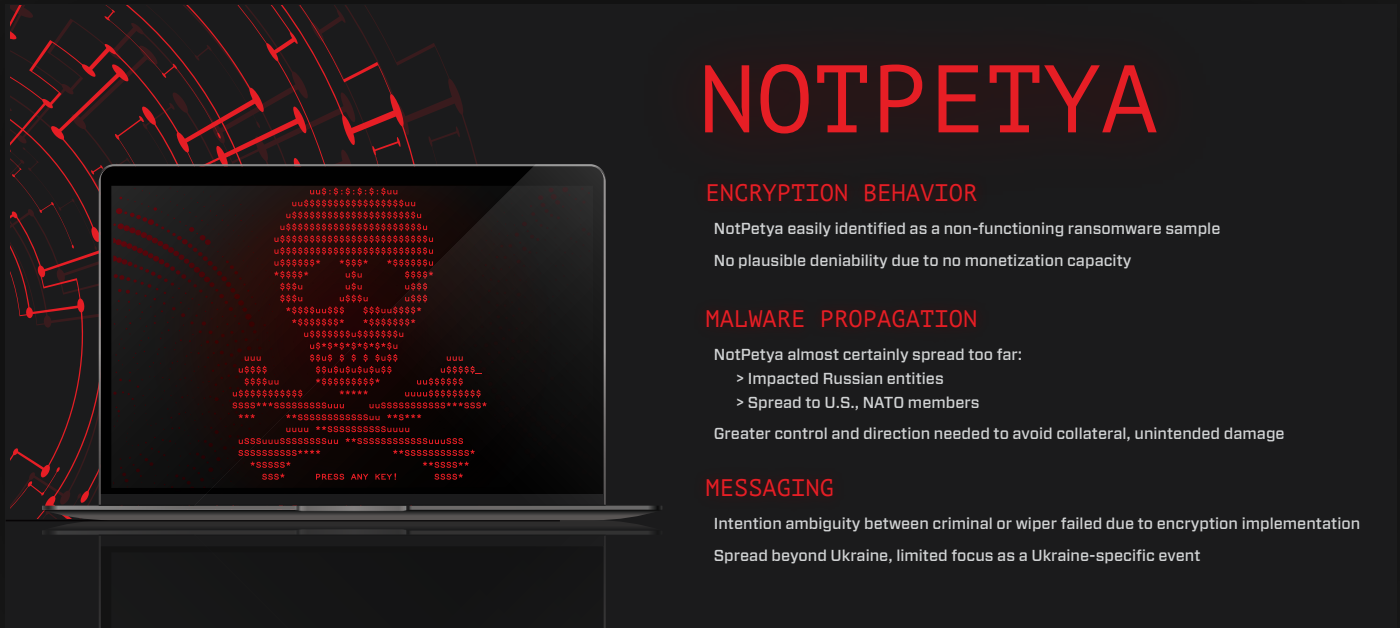 NOTPETYA
ENCRYPTION BEHAVIOR
NotPetya easily identified as a non-functioning ransomware sample
No plausible deniability due to no monetization capacity
MALWARE PROPAGATION
NotPetya almost certainly spread too far:
> Impacted Russian entities
> Spread to U.S., NATO members
Greater control and direction needed to avoid collateral, unintended damage
MESSAGING
Intention ambiguity between criminal or wiper failed due to encryption implementation
Spread beyond Ukraine, limited focus as a Ukraine-specific event
PRESS ANY KEY!